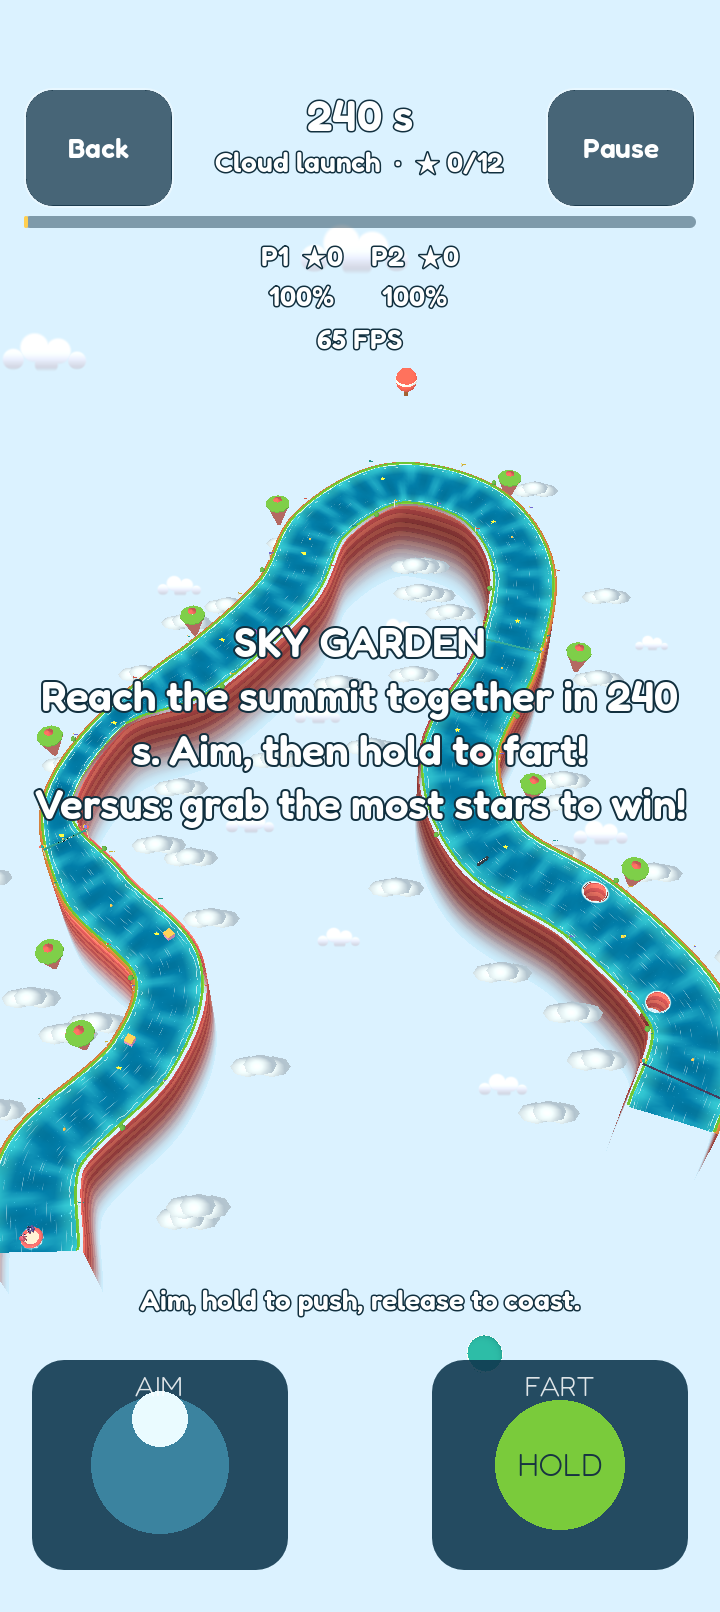 Back
240 s
Cloud launch · ★ 0/12
Pause
P1 ★0 P2 ★0
100% 100%
65 FPS
SKY GARDEN
Reach the summit together in 240
s. Aim, then hold to fart!
Versus: grab the most stars to win!
Aim, hold to push, release to coast.
AIM
FART
HOLD